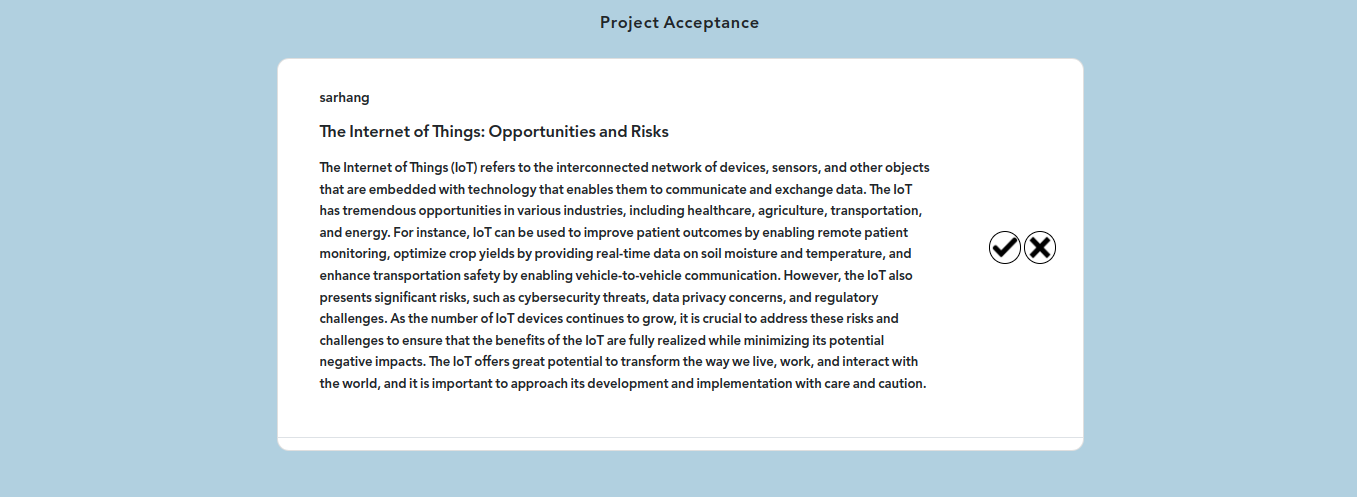 Project Acceptance
sarhang
The Internet of Things: Opportunities and Risks
The Internet of Things (IoT) refers to the interconnected network of devices, sensors, and other objects
that are embedded with technology that enables them to communicate and exchange data. The IoT
has tremendous opportunities in various industries, including healthcare, agriculture, transportation,
and energy. For instance, IoT can be used to improve patient outcomes by enabling remote patient
monitoring, optimize crop yields by providing real-time data on soil moisture and temperature, and
enhance transportation safety by enabling vehicle-to-vehicle communication. However, the IoT also
presents significant risks, such as cybersecurity threats, data privacy concerns, and regulatory
challenges. As the number of IoT devices continues to grow, it is crucial to address these risks and
challenges to ensure that the benefits of the IoT are fully realized while minimizing its potential
negative impacts. The IoT offers great potential to transform the way we live, work, and interact with
the world, and it is important to approach its development and implementation with care and caution.